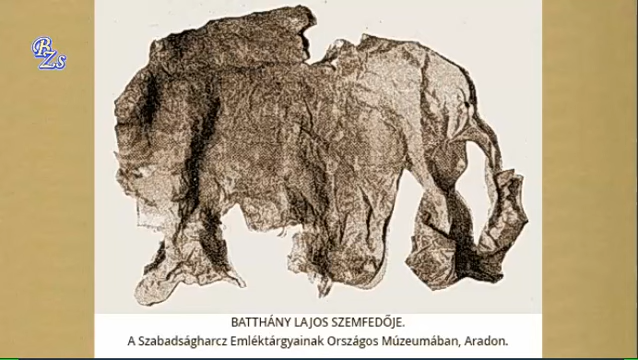 RZs
BATTHÁNY LAJOS SZEMFEDŐJE.
A Szabadságharcz Emléktárgyainak Országos Múzeumában, Aradon.